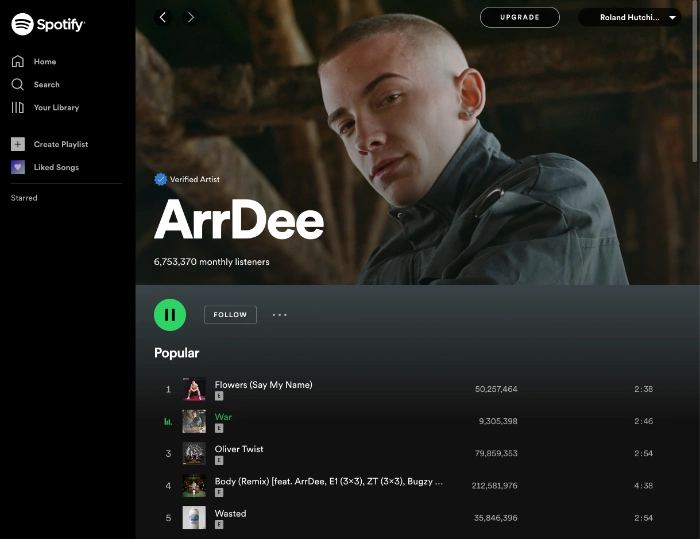 Spotify
UPGRADE
Roland Hutchi...
Home
Search
Your Library
Create Playlist
Liked Songs
Starred
Verified Artist
ArrDee
6,753,370 monthly listeners
FOLLOW
Popular
1 Flowers (Say My Name) 50,257,464 2:38
E
War 9,305,398 2:46
E
3 Oliver Twist 79,859,353 2:54
E
4 Body (Remix) [feat. ArrDee, E1 (3×3), ZT (3×3), Bugzy ... 212,581,976 4:38
E
5 Wasted 35,846,396 2:54
E